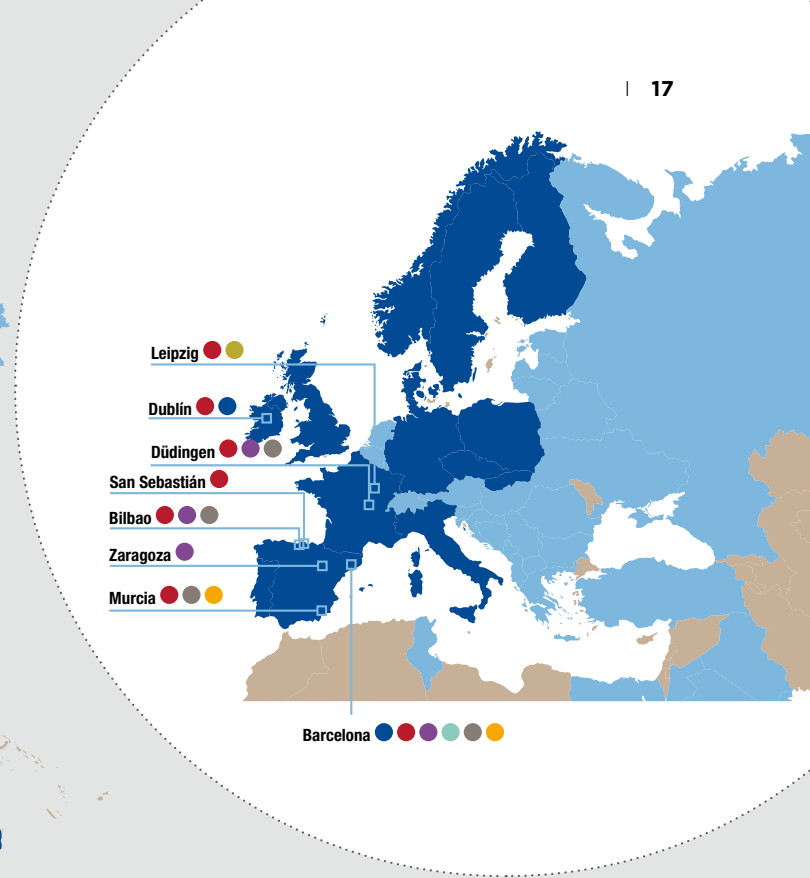 | 17
Leipzig
Dublín
Düdingen
San Sebastián
Bilbao
Zaragoza
Murcia
Barcelona